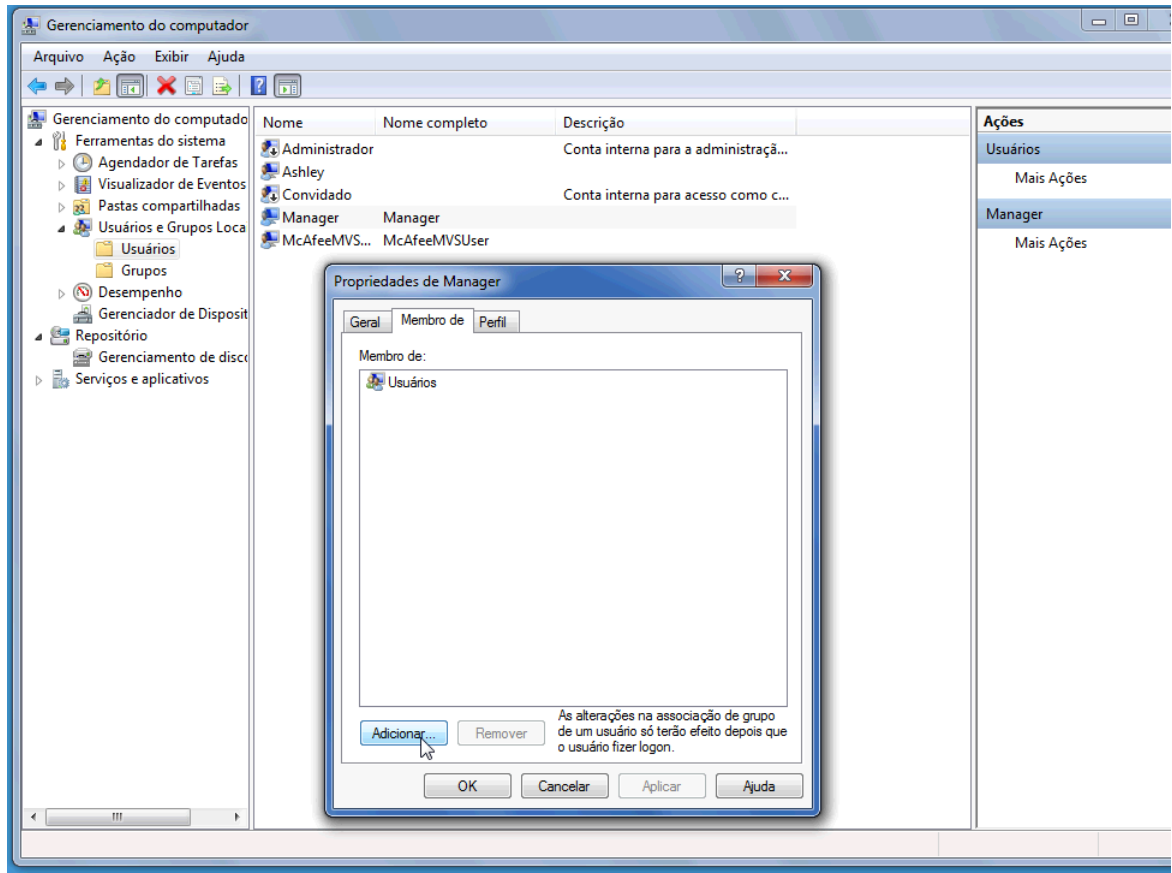 Gerenciamento do computador
Arquivo Ação Exibir Ajuda
Gerenciamento do computado
Ferramentas do sistema
Agendador de Tarefas
Visualizador de Eventos
Pastas compartilhadas
Usuários e Grupos Loca
Usuários
Grupos
Desempenho
Gerenciador de Disposit
Repositório
Gerenciamento de disco
Serviços e aplicativos
Nome Nome completo Descrição
Administrador Conta interna para a administraçã...
Ashley
Convidado Conta interna para acesso como c...
Manager Manager
McAfeeMVS... McAfeeMVSUser
Ações
Usuários
Mais Ações
Manager
Mais Ações
Propriedades de Manager
Geral Membro de Perfil
Membro de:
Usuários
Adicionar... Remover
As alterações na associação de grupo
de um usuário só terão efeito depois que
o usuário fizer logon.
OK Cancelar Aplicar Ajuda